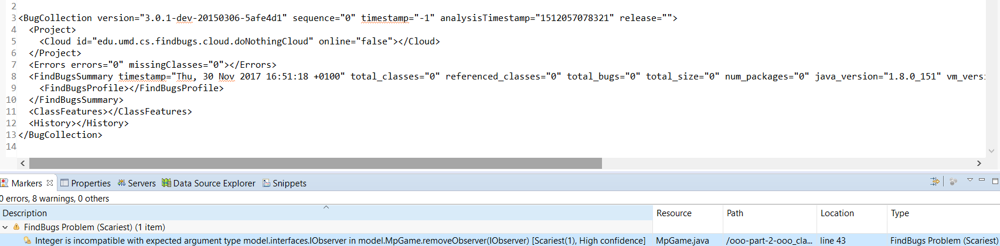 2
3 <BugCollection version="3.0.1-dev-20150306-5afe4d1" sequence="0" timestamp="-1" analysisTimestamp="1512057078321" release="">
4   <Project>
5     <Cloud id="edu.umd.cs.findbugs.cloud.doNothingCloud" online="false"></Cloud>
6   </Project>
7   <Errors errors="0" missingClasses="0"></Errors>
8   <FindBugsSummary timestamp="Thu, 30 Nov 2017 16:51:18 +0100" total_classes="0" referenced_classes="0" total_bugs="0" total_size="0" num_packages="0" java_version="1.8.0_151" vm_vers
9     <FindBugsProfile></FindBugsProfile>
10   </FindBugsSummary>
11   <ClassFeatures></ClassFeatures>
12   <History></History>
13 </BugCollection>
14
Markers Properties Servers Data Source Explorer Snippets
0 errors, 8 warnings, 0 others
Description Resource Path Location Type
FindBugs Problem (Scariest) (1 item)
Integer is incompatible with expected argument type model.interfaces.IObserver in model.MpGame.removeObserver(IObserver) [Scariest(1), High confidence] MpGame.java /ooo-part-2-ooo_cla... line 43 FindBugs Problem (Scariest)